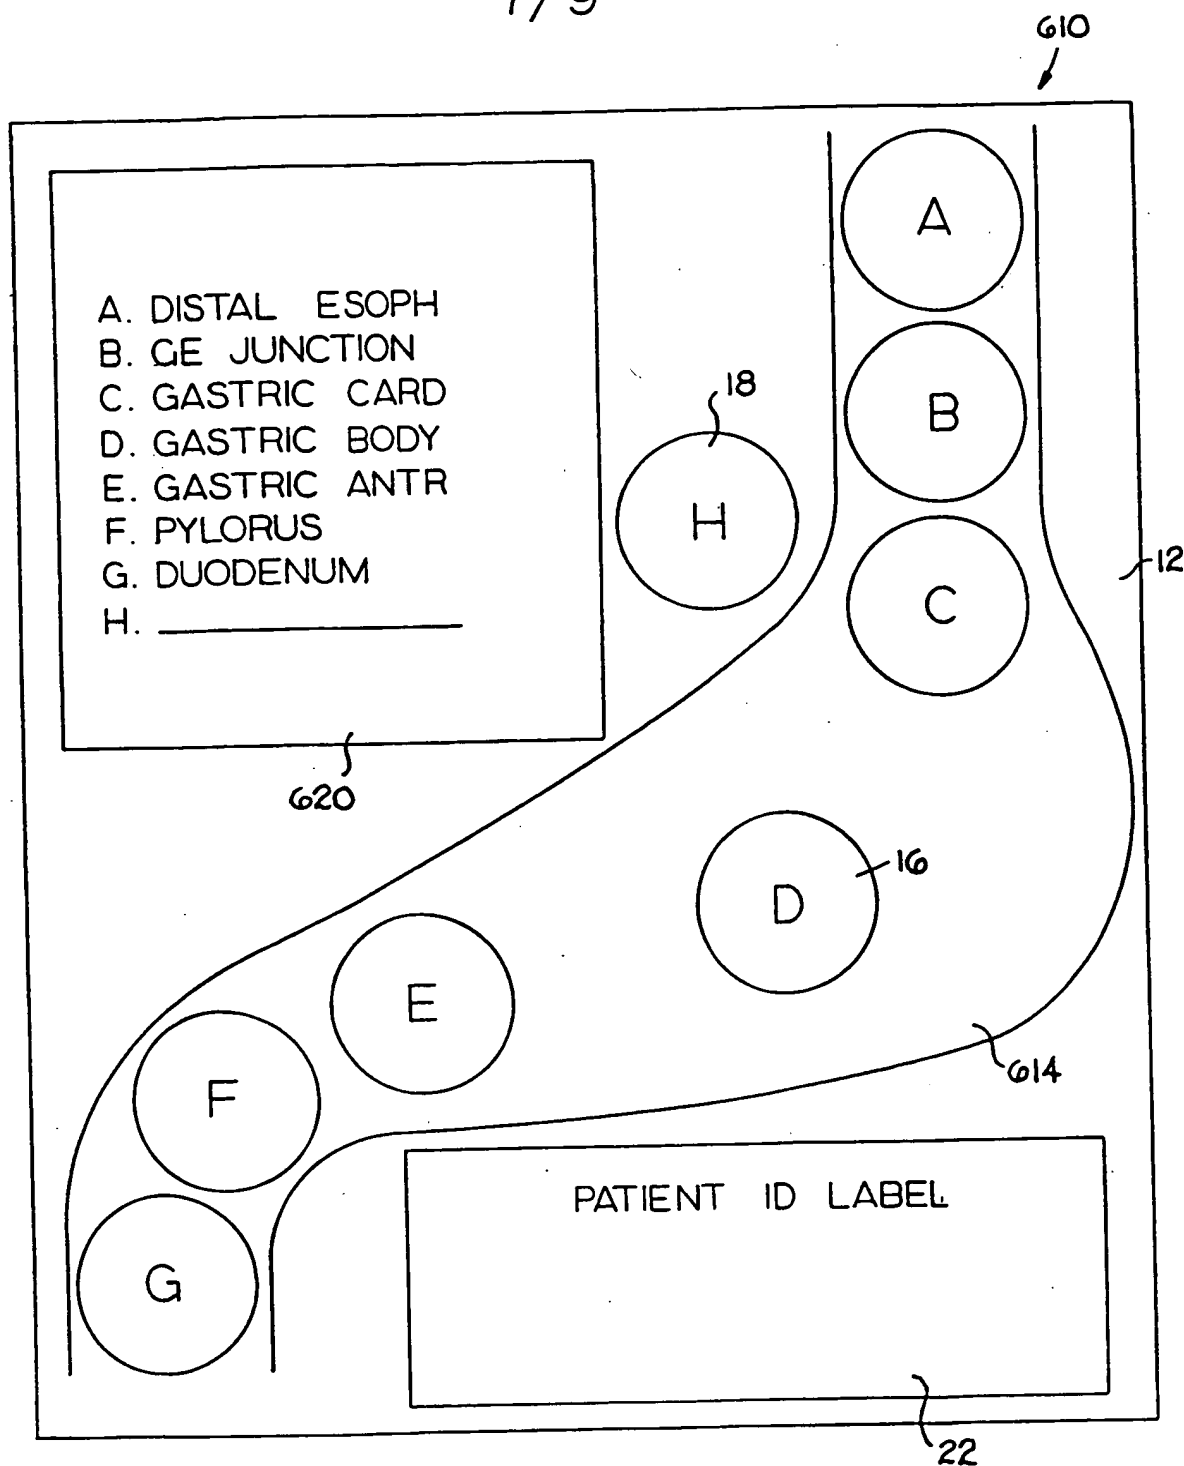 610
A
A. DISTAL ESOPH
B. GE JUNCTION
C. GASTRIC CARD
D. GASTRIC BODY
E. GASTRIC ANTR
F. PYLORUS
G. DUODENUM
H. ____________
18
B
H
12
C
620
16
D
E
614
F
PATIENT ID LABEL
G
22